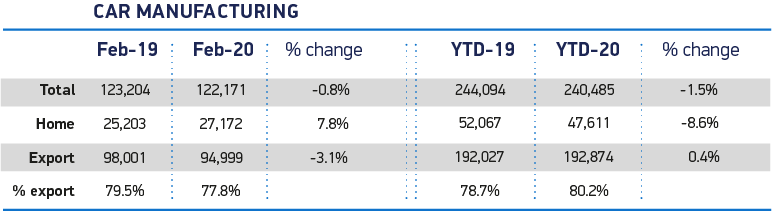 CAR MANUFACTURING
Feb-19 Feb-20 % change YTD-19 YTD-20 % change
Total 123,204 122,171 -0.8% 244,094 240,485 -1.5%
Home 25,203 27,172 7.8% 52,067 47,611 -8.6%
Export 98,001 94,999 -3.1% 192,027 192,874 0.4%
% export 79.5% 77.8% 78.7% 80.2%